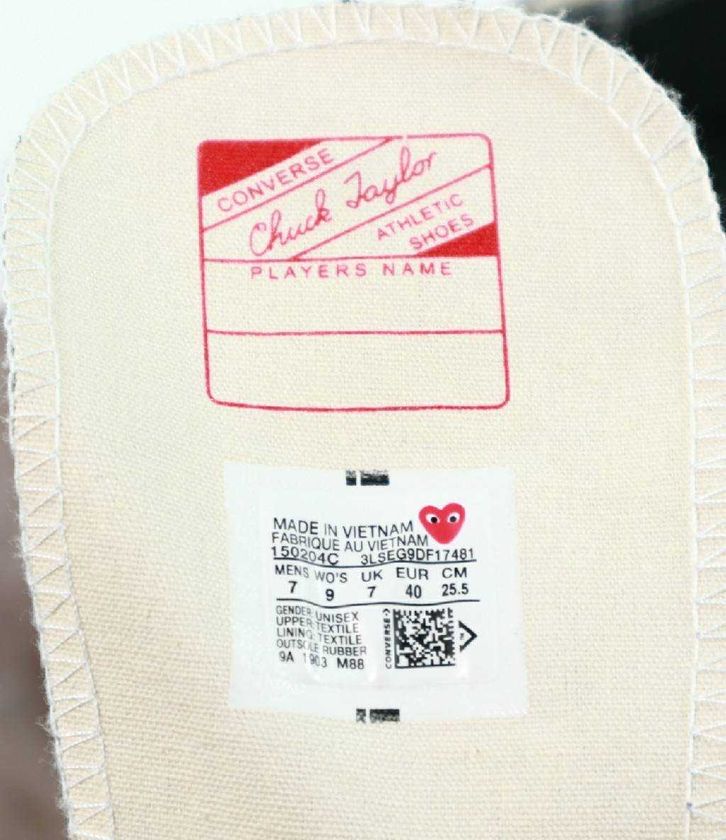 CONVERSE
Chuck Taylor
ATHLETIC
SHOES
PLAYERS NAME
MADE IN VIETNAM
FABRIQUE AU VIETNAM
150204C 3LSEG9DF17481
MENS WO'S UK EUR CM
7 9 7 40 25.5
GENDER: UNISEX
UPPER: TEXTILE
LINING: TEXTILE
OUTSOLE RUBBER
9A 1903 M88
CONVERSE